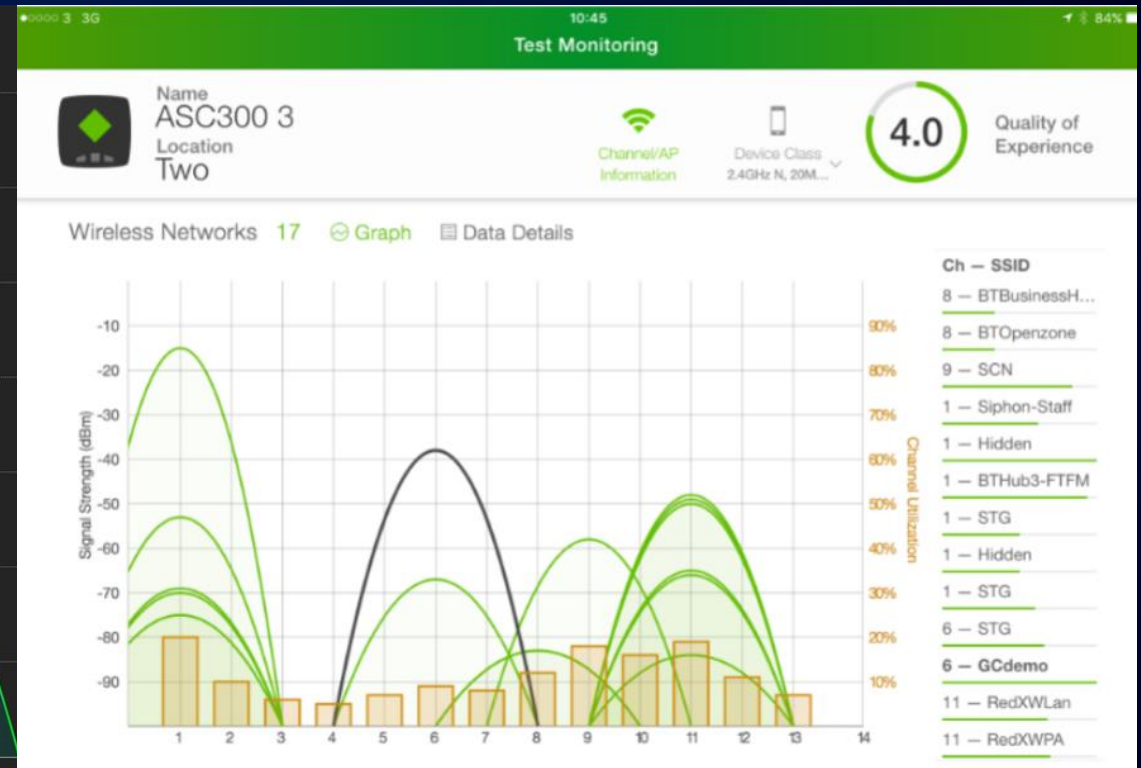 3 3G 10:45 84%
Test Monitoring
Name
ASC300 3
Location
Two
Channel/AP
Information
Device Class
2.4GHz N, 20M...
4.0
Quality of
Experience
Wireless Networks 17 Graph Data Details
Signal Strength (dBm)
-10
-20
-30
-40
-50
-60
-70
-80
-90
1 2 3 4 5 6 7 8 9 10 11 12 13 14
90%
80%
70%
60%
50%
40%
30%
20%
10%
Channel Utilization
Ch — SSID
8 — BTBusinessH...
8 — BTOpenzone
9 — SCN
1 — Siphon-Staff
1 — Hidden
1 — BTHub3-FTFM
1 — STG
1 — Hidden
1 — STG
6 — STG
6 — GCdemo
11 — RedXWLan
11 — RedXWPA